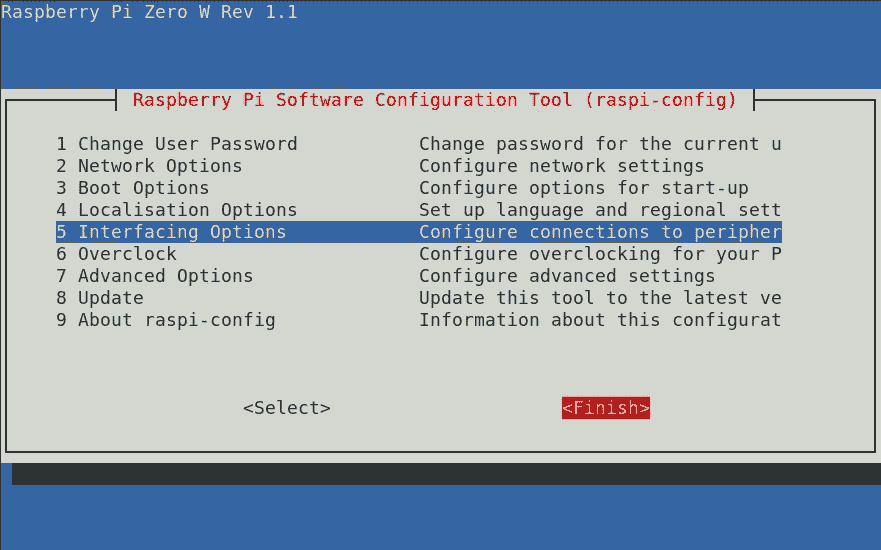 Raspberry Pi Zero W Rev 1.1
Raspberry Pi Software Configuration Tool (raspi-config)
1 Change User Password Change password for the current u
2 Network Options Configure network settings
3 Boot Options Configure options for start-up
4 Localisation Options Set up language and regional sett
5 Interfacing Options Configure connections to peripher
6 Overclock Configure overclocking for your P
7 Advanced Options Configure advanced settings
8 Update Update this tool to the latest ve
9 About raspi-config Information about this configurat
<Select> <Finish>